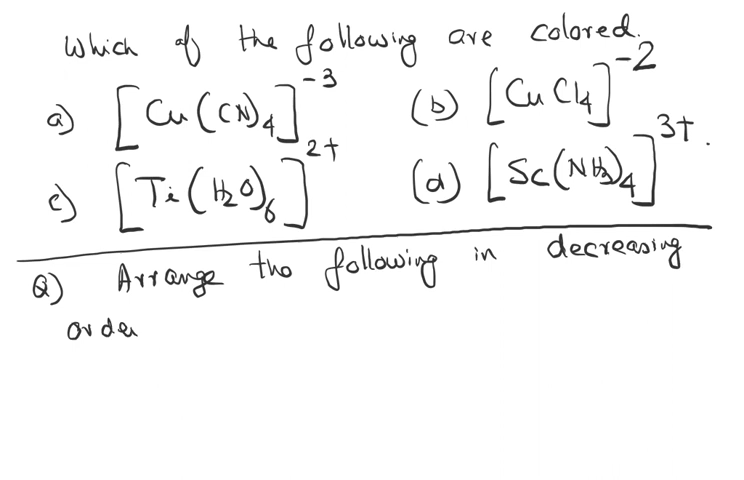 Which of the following are colored.
a) [Cu(CN)4]-3 (b) [CuCl4]-2
c) [Ti(H2O)6]2+ (d) [Sc(NH3)4]3+.
Q) Arrange the following in decreasing
order